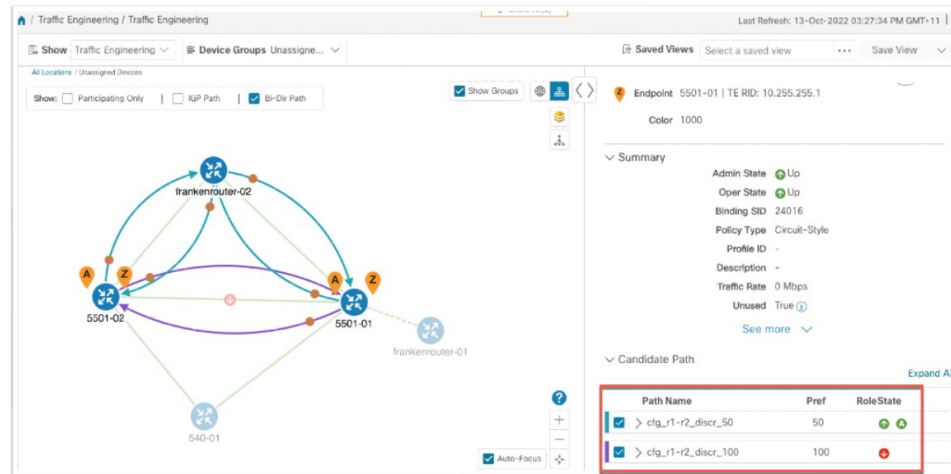 / Traffic Engineering / Traffic Engineering
Last Refresh: 13-Oct-2022 03:27:34 PM GMT+11 |
Show Traffic Engineering
Device Groups Unassigne...
Saved Views Select a saved view
... Save View
All Locations / Unassigned Devices
Show: Participating Only | IGP Path | Bi-Dir Path
Show Groups
frankenrouter-02
A Z
5501-02
A Z
5501-01
frankenrouter-01
540-01
?
+
−
Auto-Focus
Z Endpoint 5501-01 | TE RID: 10.255.255.1
Color 1000
Summary
Admin State Up
Oper State Up
Binding SID 24016
Policy Type Circuit-Style
Profile ID -
Description -
Traffic Rate 0 Mbps
Unused True i
See more
Candidate Path
Expand Al
Path Name Pref RoleState
cfg_r1-r2_discr_50 50 A
cfg_r1-r2_discr_100 100